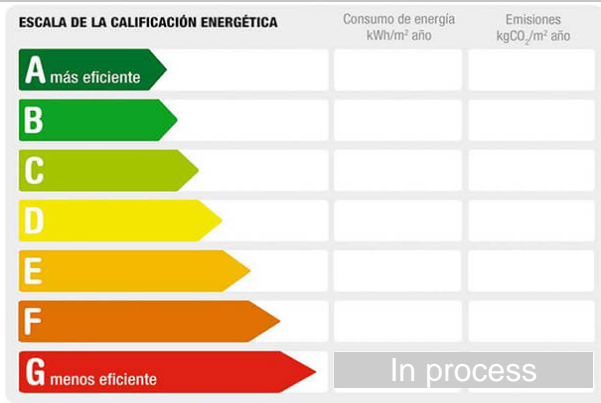 ESCALA DE LA CALIFICACIÓN ENERGÉTICA
Consumo de energía
kWh/m² año
Emisiones
kgCO₂/m² año
A más eficiente
B
C
D
E
F
G menos eficiente
In process